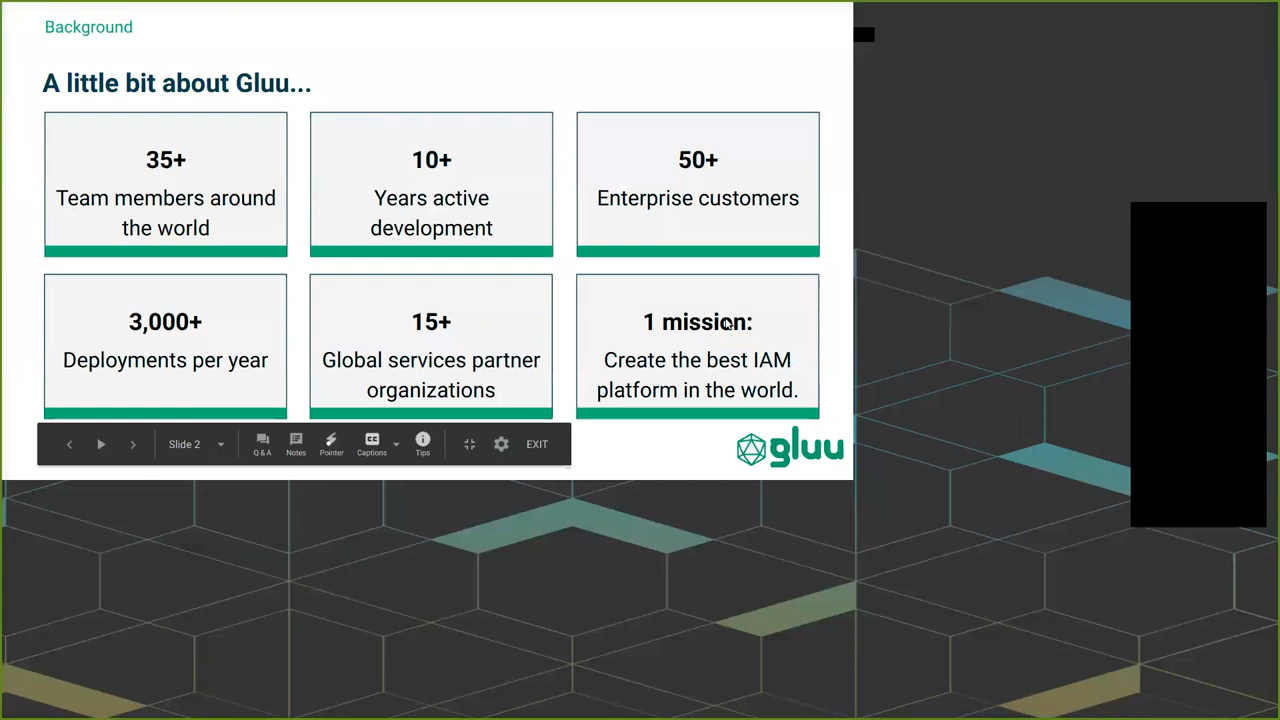 Background
A little bit about Gluu...
35+
Team members around
the world
10+
Years active
development
50+
Enterprise customers
3,000+
Deployments per year
15+
Global services partner
organizations
1 mission:
Create the best IAM
platform in the world.
Slide 2
Q & A
Notes
Pointer
CC
Captions
Tips
EXIT
gluu